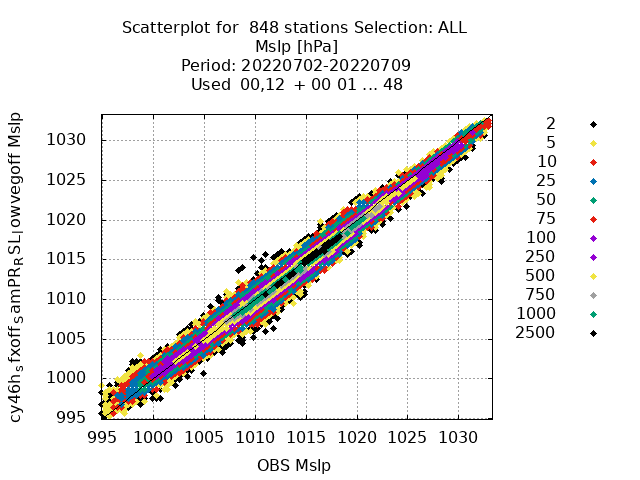 Scatterplot for 848 stations Selection: ALL
Mslp [hPa]
Period: 20220702-20220709
Used 00,12 + 00 01 ... 48
cy46h_sfxoff_SamPR_RSL_lowvegoff Mslp
1030
1025
1020
1015
1010
1005
1000
995
995 1000 1005 1010 1015 1020 1025 1030
OBS Mslp
2
5
10
25
50
75
100
250
500
750
1000
2500